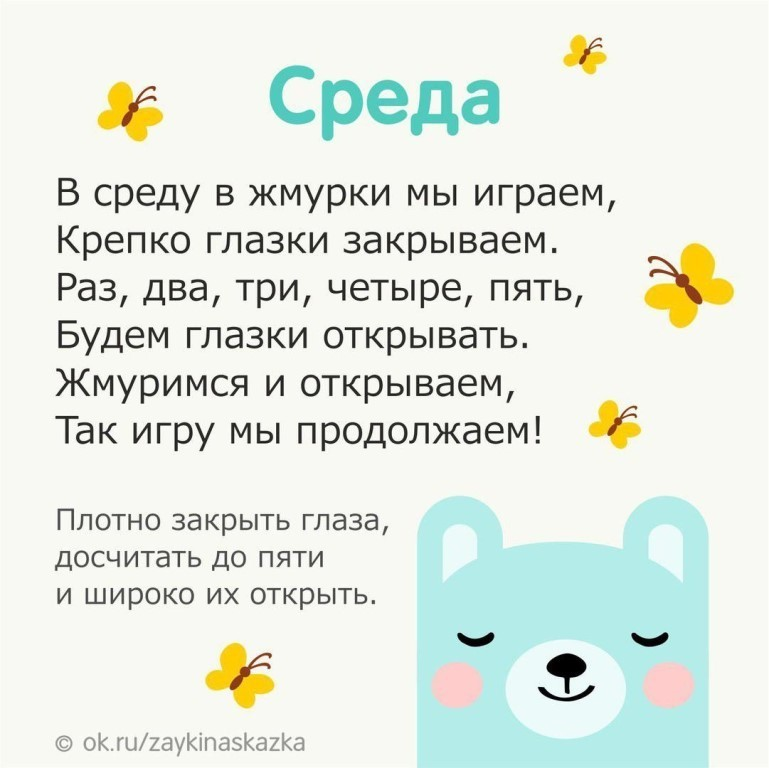 Среда
В среду в жмурки мы играем,
Крепко глазки закрываем.
Раз, два, три, четыре, пять,
Будем глазки открывать.
Жмуримся и открываем,
Так игру мы продолжаем!
Плотно закрыть глаза,
досчитать до пяти
и широко их открыть.
© ok.ru/zaykinaskazka